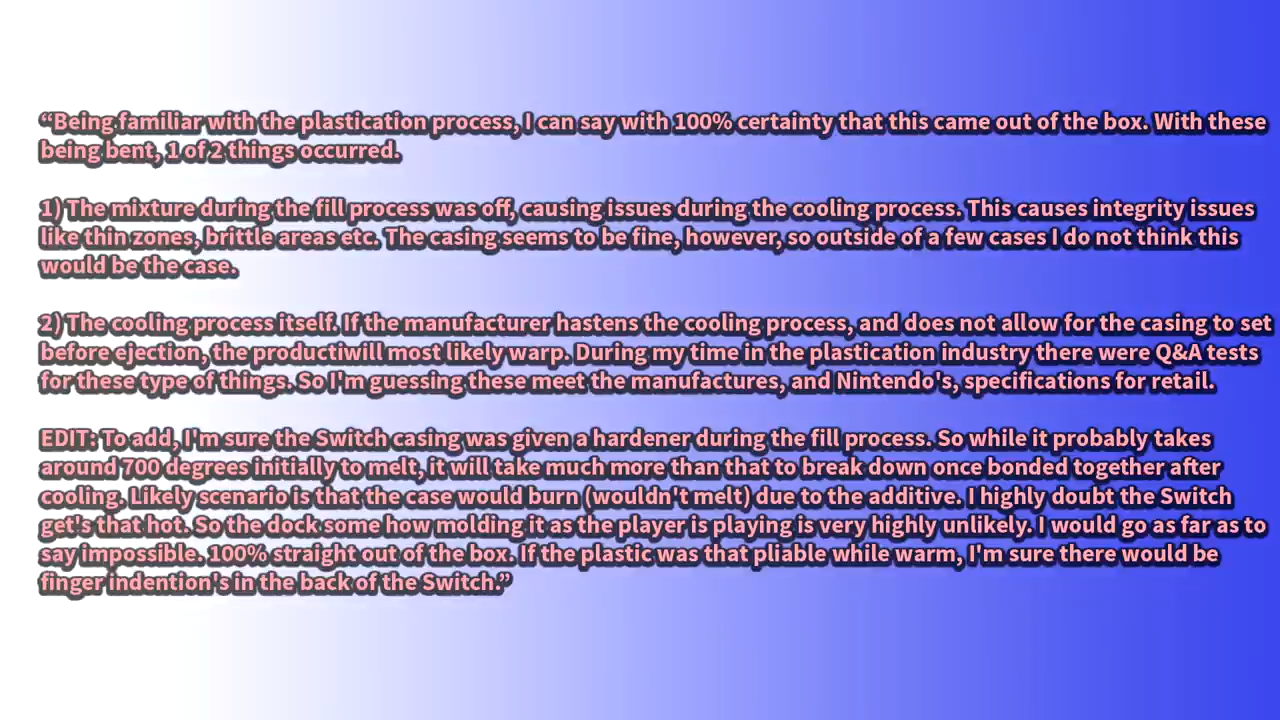 “Being familiar with the plastication process, I can say with 100% certainty that this came out of the box. With these
being bent, 1 of 2 things occurred.
1) The mixture during the fill process was off, causing issues during the cooling process. This causes integrity issues
like thin zones, brittle areas etc. The casing seems to be fine, however, so outside of a few cases I do not think this
would be the case.
2) The cooling process itself. If the manufacturer hastens the cooling process, and does not allow for the casing to set
before ejection, the productiwill most likely warp. During my time in the plastication industry there were Q&A tests
for these type of things. So I'm guessing these meet the manufactures, and Nintendo's, specifications for retail.
EDIT: To add, I'm sure the Switch casing was given a hardener during the fill process. So while it probably takes
around 700 degrees initially to melt, it will take much more than that to break down once bonded together after
cooling. Likely scenario is that the case would burn (wouldn't melt) due to the additive. I highly doubt the Switch
get's that hot. So the dock some how molding it as the player is playing is very highly unlikely. I would go as far as to
say impossible. 100% straight out of the box. If the plastic was that pliable while warm, I'm sure there would be
finger indention's in the back of the Switch.”